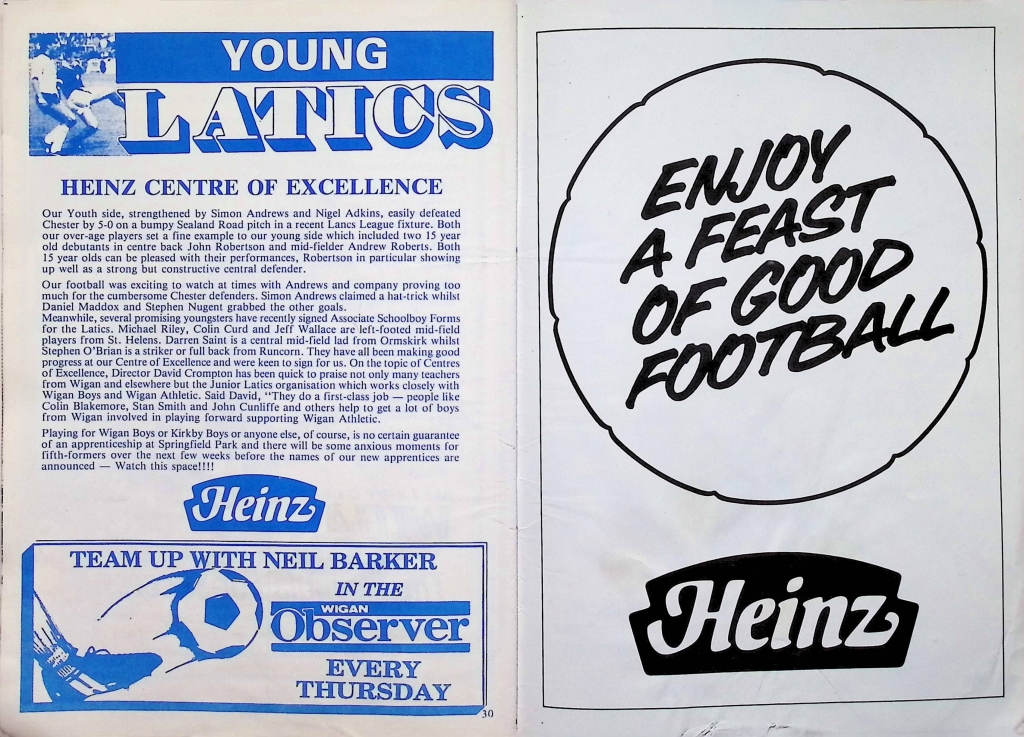 YOUNG
LATICS
HEINZ CENTRE OF EXCELLENCE
Our Youth side, strengthened by Simon Andrews and Nigel Adkins, easily defeated
Chester by 5-0 on a bumpy Sealand Road pitch in a recent Lancs League fixture. Both
our over-age players set a fine example to our young side which included two 15 year
old debutants in centre back John Robertson and mid-fielder Andrew Roberts. Both
15 year olds can be pleased with their performances, Robertson in particular showing
up well as a strong but constructive central defender.
Our football was exciting to watch at times with Andrews and company proving too
much for the cumbersome Chester defenders. Simon Andrews claimed a hat-trick whilst
Daniel Maddox and Stephen Nugent grabbed the other goals.
Meanwhile, several promising youngsters have recently signed Associate Schoolboy Forms
for the Latics. Michael Riley, Colin Curd and Jeff Wallace are left-footed mid-field
players from St. Helens. Darren Saint is a central mid-field lad from Ormskirk whilst
Stephen O'Brian is a striker or full back from Runcorn. They have all been making good
progress at our Centre of Excellence and were keen to sign for us. On the topic of Centres
of Excellence, Director David Crompton has been quick to praise not only many teachers
from Wigan and elsewhere but the Junior Latics organisation which works closely with
Wigan Boys and Wigan Athletic. Said David, "They do a first-class job — people like
Colin Blakemore, Stan Smith and John Cunliffe and others help to get a lot of boys
from Wigan involved in playing forward supporting Wigan Athletic.
Playing for Wigan Boys or Kirkby Boys or anyone else, of course, is no certain guarantee
of an apprenticeship at Springfield Park and there will be some anxious moments for
fifth-formers over the next few weeks before the names of our new apprentices are
announced — Watch this space!!!!
Heinz
TEAM UP WITH NEIL BARKER
IN THE
WIGAN
Observer
EVERY
THURSDAY
30
ENJOY
A FEAST
OF GOOD
FOOTBALL
Heinz